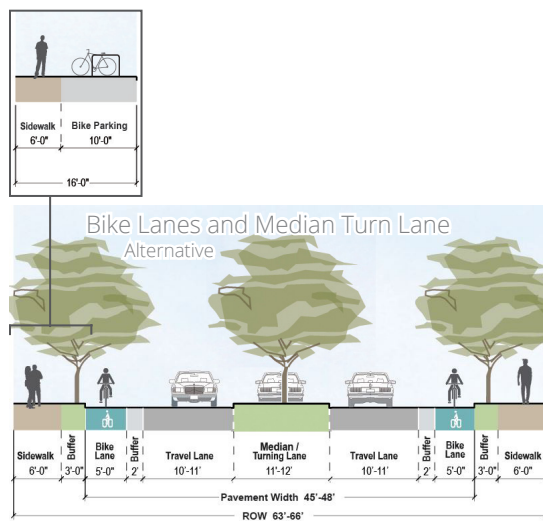 Sidewalk Bike Parking
6'-0" 10'-0"
16'-0"
Bike Lanes and Median Turn Lane
Alternative
Sidewalk
6'-0"
Buffer
3'-0"
Bike
Lane
5'-0"
Buffer
2'
Travel Lane
10'-11'
Median /
Turning Lane
11'-12'
Travel Lane
10'-11'
Buffer
2'
Bike
Lane
5'-0"
Buffer
3'-0"
Sidewalk
6'-0"
Pavement Width 45'-48'
ROW 63'-66'